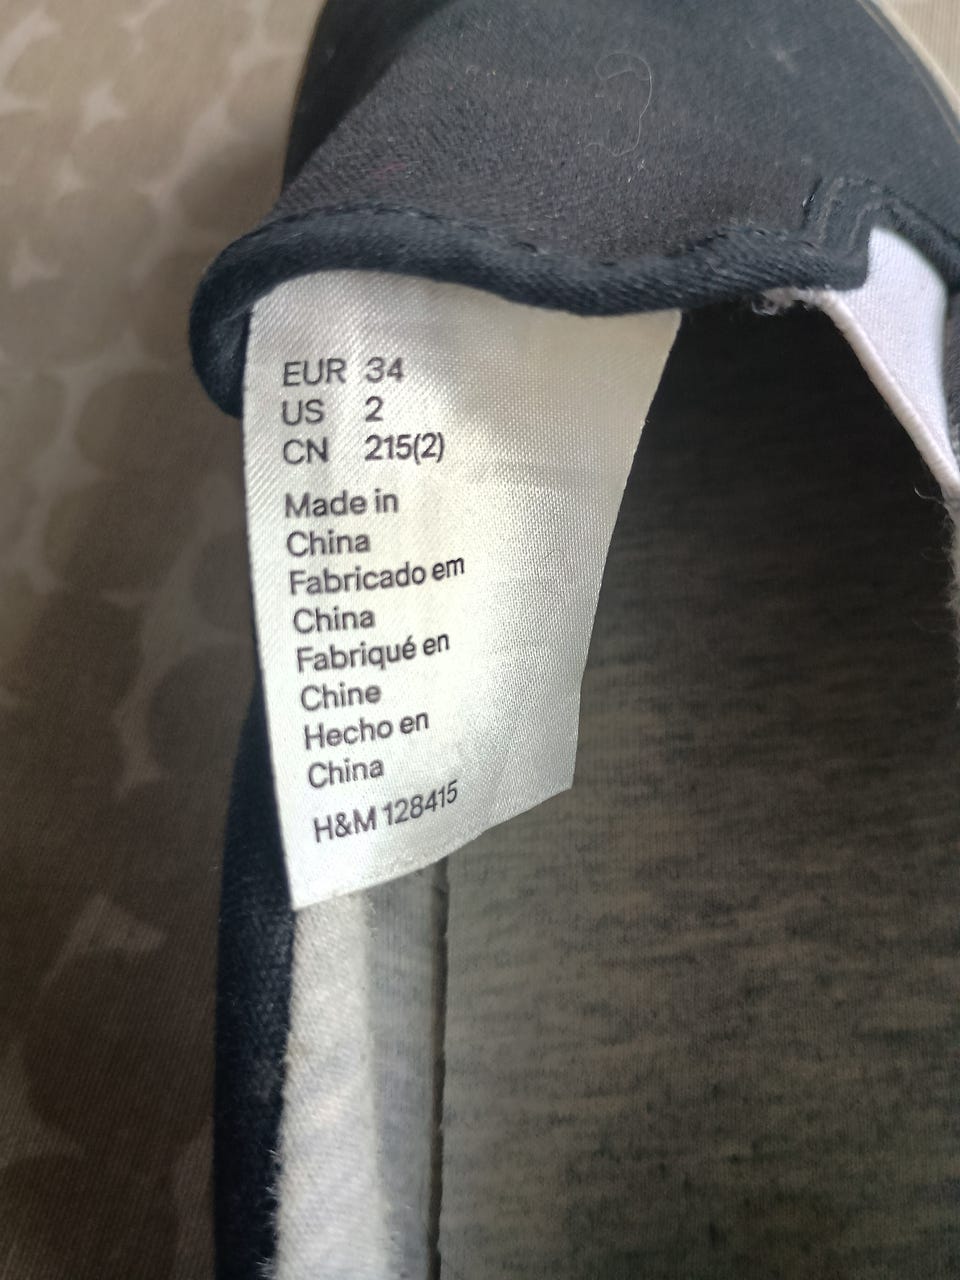 EUR 34
US 2
CN 215(2)
Made in
China
Fabricado em
China
Fabriqué en
Chine
Hecho en
China
H&M 128415